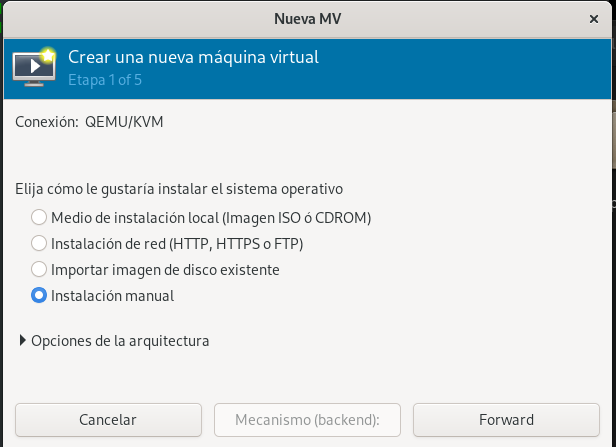 Nueva MV
Crear una nueva máquina virtual
Etapa 1 of 5
Conexión: QEMU/KVM
Elija cómo le gustaría instalar el sistema operativo
Medio de instalación local (Imagen ISO ó CDROM)
Instalación de red (HTTP, HTTPS o FTP)
Importar imagen de disco existente
Instalación manual
Opciones de la arquitectura
Cancelar
Mecanismo (backend):
Forward